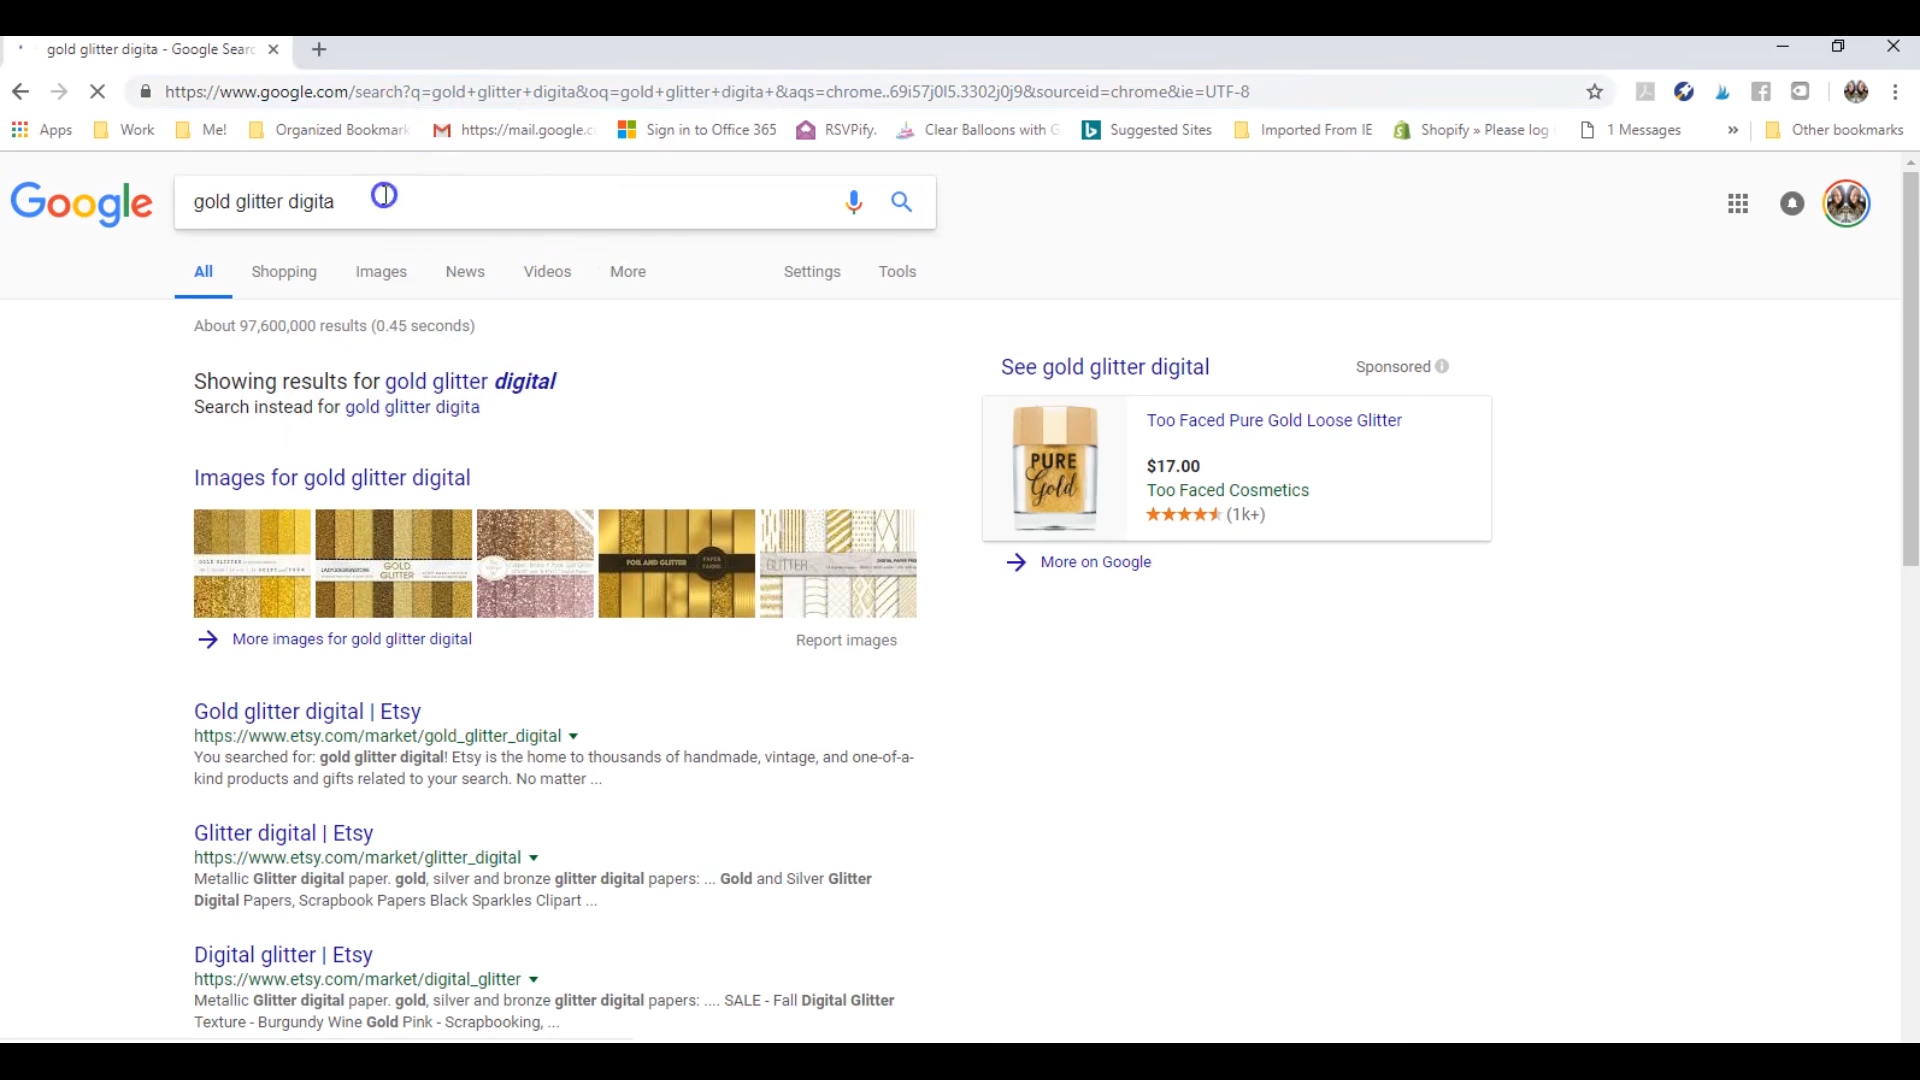 gold glitter digita - Google Searc
https://www.google.com/search?q=gold+glitter+digita&oq=gold+glitter+digita+&aqs=chrome..69i57j0l5.3302j0j9&sourceid=chrome&ie=UTF-8
Apps Work Me! Organized Bookmark https://mail.google.c Sign in to Office 365 RSVPify. Clear Balloons with G Suggested Sites Imported From IE Shopify » Please log 1 Messages » Other bookmarks
Google gold glitter digita
All Shopping Images News Videos More Settings Tools
About 97,600,000 results (0.45 seconds)
Showing results for gold glitter digital
Search instead for gold glitter digita
Images for gold glitter digital
GOLD
GLITTER
FOIL AND GLITTER
GLITTER
More images for gold glitter digital Report images
Gold glitter digital | Etsy
https://www.etsy.com/market/gold_glitter_digital
You searched for: gold glitter digital! Etsy is the home to thousands of handmade, vintage, and one-of-a-
kind products and gifts related to your search. No matter ...
Glitter digital | Etsy
https://www.etsy.com/market/glitter_digital
Metallic Glitter digital paper. gold, silver and bronze glitter digital papers: ... Gold and Silver Glitter
Digital Papers, Scrapbook Papers Black Sparkles Clipart ...
Digital glitter | Etsy
https://www.etsy.com/market/digital_glitter
Metallic Glitter digital paper. gold, silver and bronze glitter digital papers: .... SALE - Fall Digital Glitter
Texture - Burgundy Wine Gold Pink - Scrapbooking, ...
See gold glitter digital Sponsored
PURE
Gold
Too Faced Pure Gold Loose Glitter
$17.00
Too Faced Cosmetics
(1k+)
More on Google